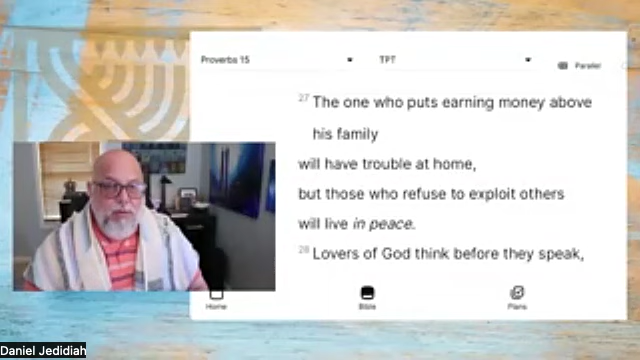 Proverbs 15
TPT
Parallel
27 The one who puts earning money above
his family
will have trouble at home,
but those who refuse to exploit others
will live in peace.
28 Lovers of God think before they speak,
Home
Bible
Plans
Daniel Jedidiah